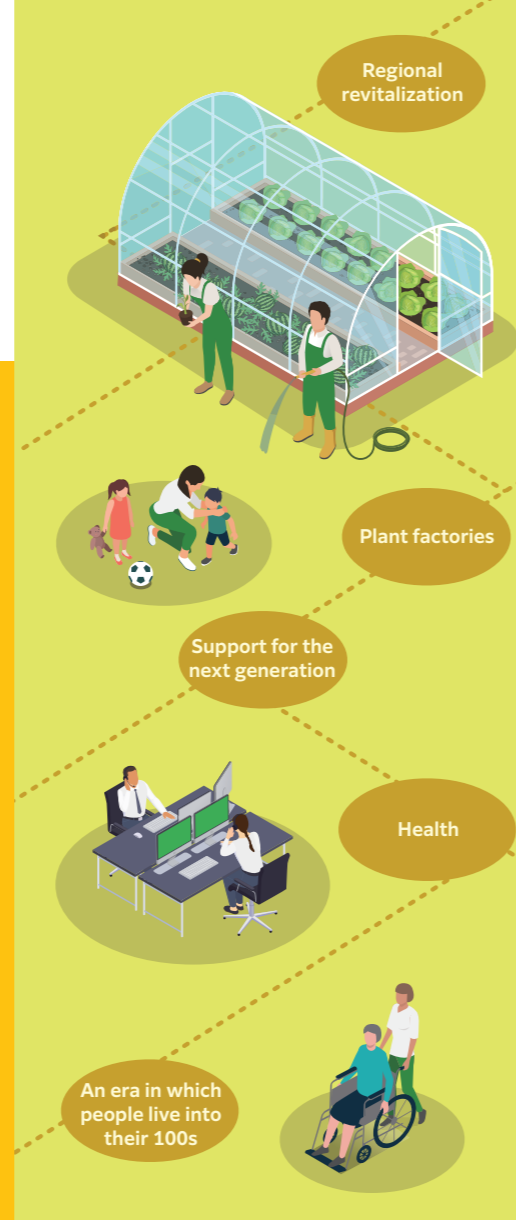 Regional
revitalization
Plant factories
Support for the
next generation
Health
An era in which
people live into
their 100s